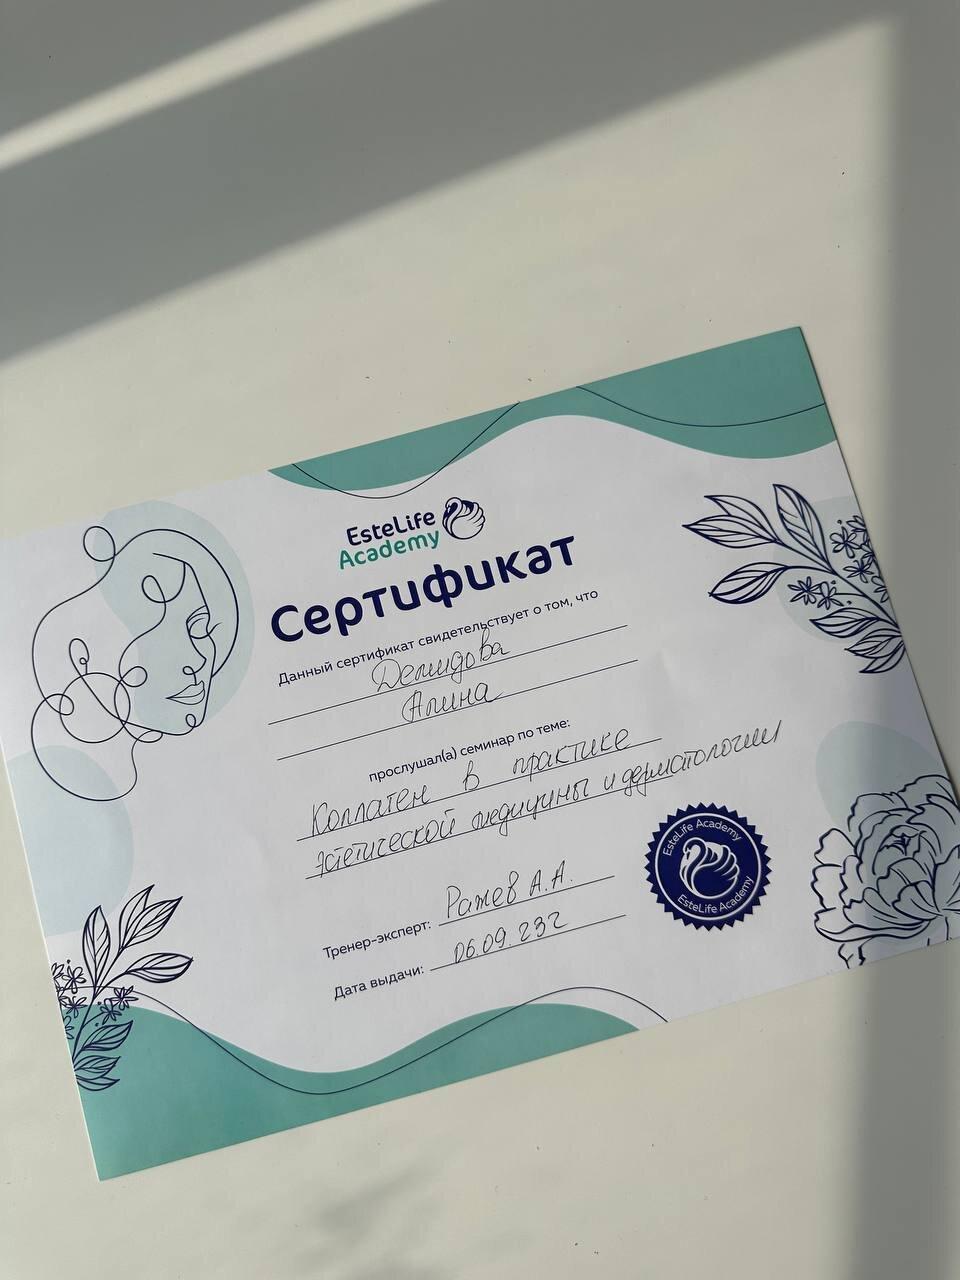 EsteLife
Academy
Сертификат
Данный сертификат свидетельствует о том, что
Демидова
Алина
прослушал(а) семинар по теме:
Коллаген в практике
эстетической медицины и дерматологии
Тренер-эксперт: Ражев А.А.
Дата выдачи: 06.09.23г
EsteLife Academy
EsteLife Academy